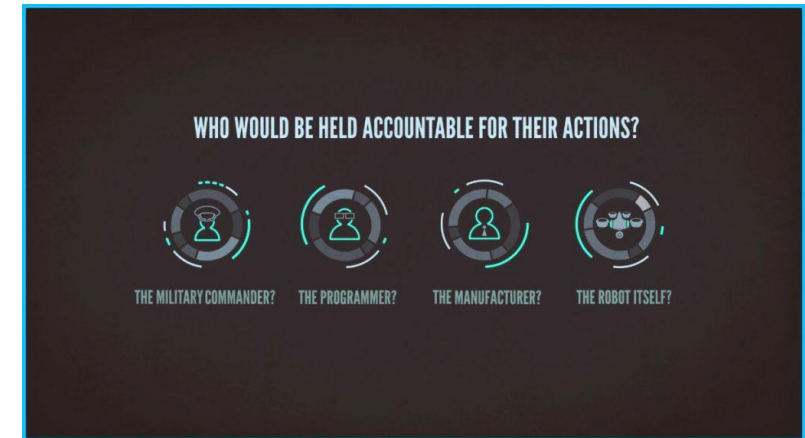 WHO WOULD BE HELD ACCOUNTABLE FOR THEIR ACTIONS?
THE MILITARY COMMANDER? THE PROGRAMMER? THE MANUFACTURER? THE ROBOT ITSELF?